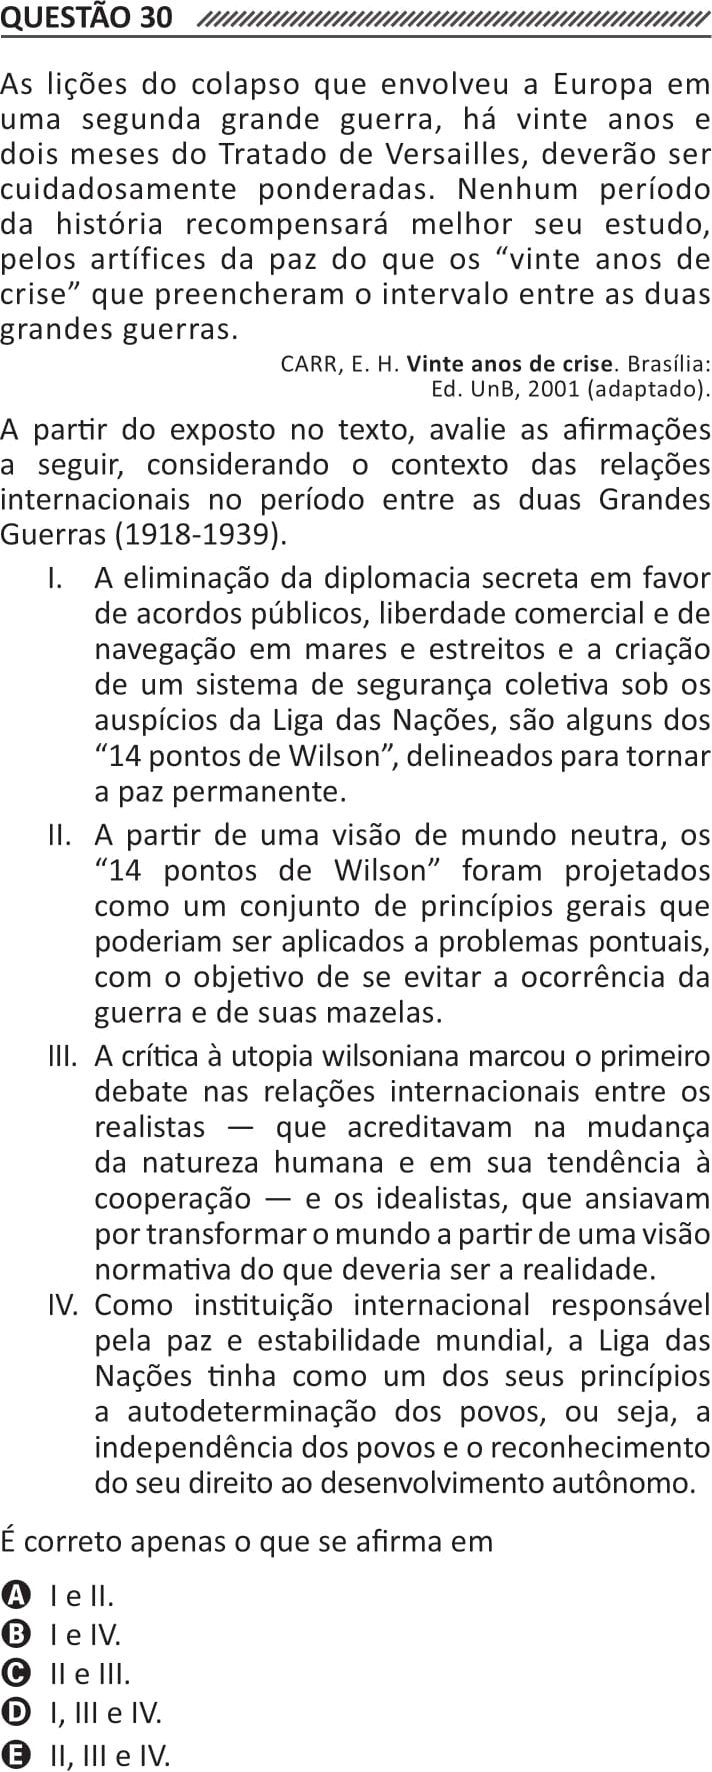 QUESTÃO 30
As lições do colapso que envolveu a Europa em
uma segunda grande guerra, há vinte anos e
dois meses do Tratado de Versailles, deverão ser
cuidadosamente ponderadas. Nenhum período
da história recompensará melhor seu estudo,
pelos artífices da paz do que os “vinte anos de
crise” que preencheram o intervalo entre as duas
grandes guerras.
CARR, E. H. Vinte anos de crise. Brasília:
Ed. UnB, 2001 (adaptado).
A partir do exposto no texto, avalie as afirmações
a seguir, considerando o contexto das relações
internacionais no período entre as duas Grandes
Guerras (1918-1939).
I. A eliminação da diplomacia secreta em favor
de acordos públicos, liberdade comercial e de
navegação em mares e estreitos e a criação
de um sistema de segurança coletiva sob os
auspícios da Liga das Nações, são alguns dos
“14 pontos de Wilson”, delineados para tornar
a paz permanente.
II. A partir de uma visão de mundo neutra, os
“14 pontos de Wilson” foram projetados
como um conjunto de princípios gerais que
poderiam ser aplicados a problemas pontuais,
com o objetivo de se evitar a ocorrência da
guerra e de suas mazelas.
III. A crítica à utopia wilsoniana marcou o primeiro
debate nas relações internacionais entre os
realistas — que acreditavam na mudança
da natureza humana e em sua tendência à
cooperação — e os idealistas, que ansiavam
por transformar o mundo a partir de uma visão
normativa do que deveria ser a realidade.
IV. Como instituição internacional responsável
pela paz e estabilidade mundial, a Liga das
Nações tinha como um dos seus princípios
a autodeterminação dos povos, ou seja, a
independência dos povos e o reconhecimento
do seu direito ao desenvolvimento autônomo.
É correto apenas o que se afirma em
A I e II.
B I e IV.
C II e III.
D I, III e IV.
E II, III e IV.